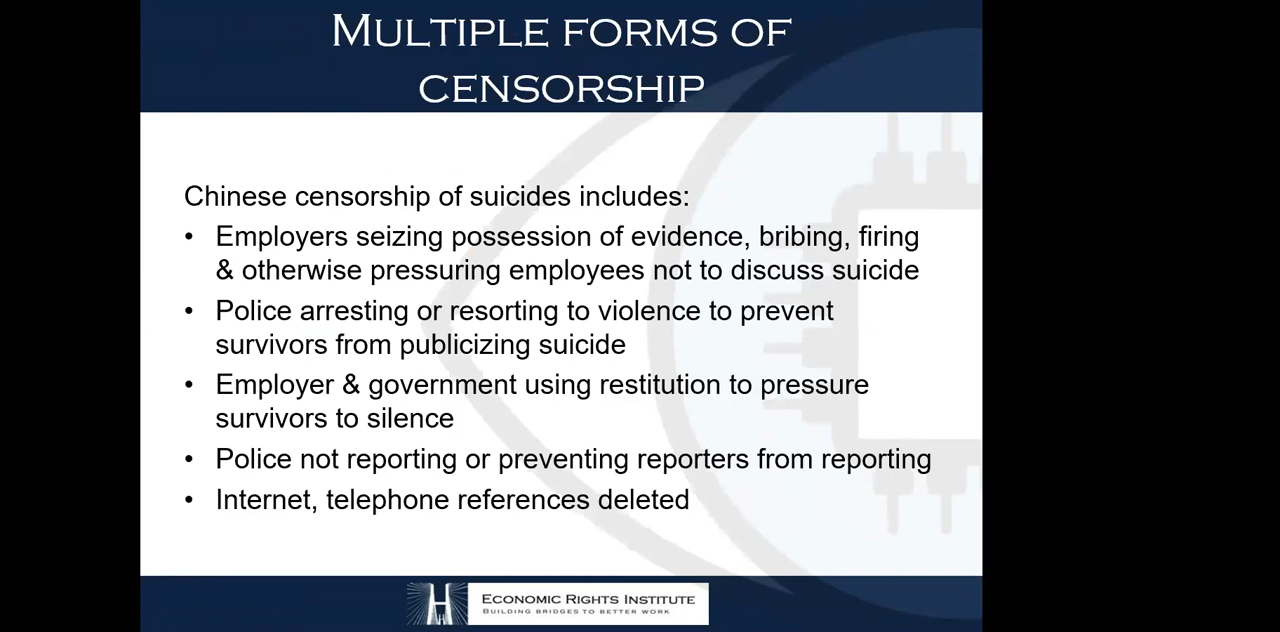 MULTIPLE FORMS OF
CENSORSHIP
Chinese censorship of suicides includes:
• Employers seizing possession of evidence, bribing, firing
& otherwise pressuring employees not to discuss suicide
• Police arresting or resorting to violence to prevent
survivors from publicizing suicide
• Employer & government using restitution to pressure
survivors to silence
• Police not reporting or preventing reporters from reporting
• Internet, telephone references deleted
H ECONOMIC RIGHTS INSTITUTE
BUILDING BRIDGES TO BETTER WORK